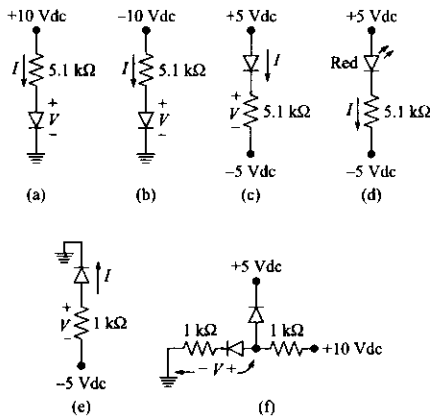 +10 Vdc
I
5.1 kΩ
+
V
−
(a)
−10 Vdc
I
5.1 kΩ
+
V
−
(b)
+5 Vdc
I
+
V
−
5.1 kΩ
−5 Vdc
(c)
+5 Vdc
Red
I
5.1 kΩ
−5 Vdc
(d)
I
+
V
−
1 kΩ
−5 Vdc
(e)
+5 Vdc
1 kΩ
1 kΩ
+10 Vdc
− V +
(f)